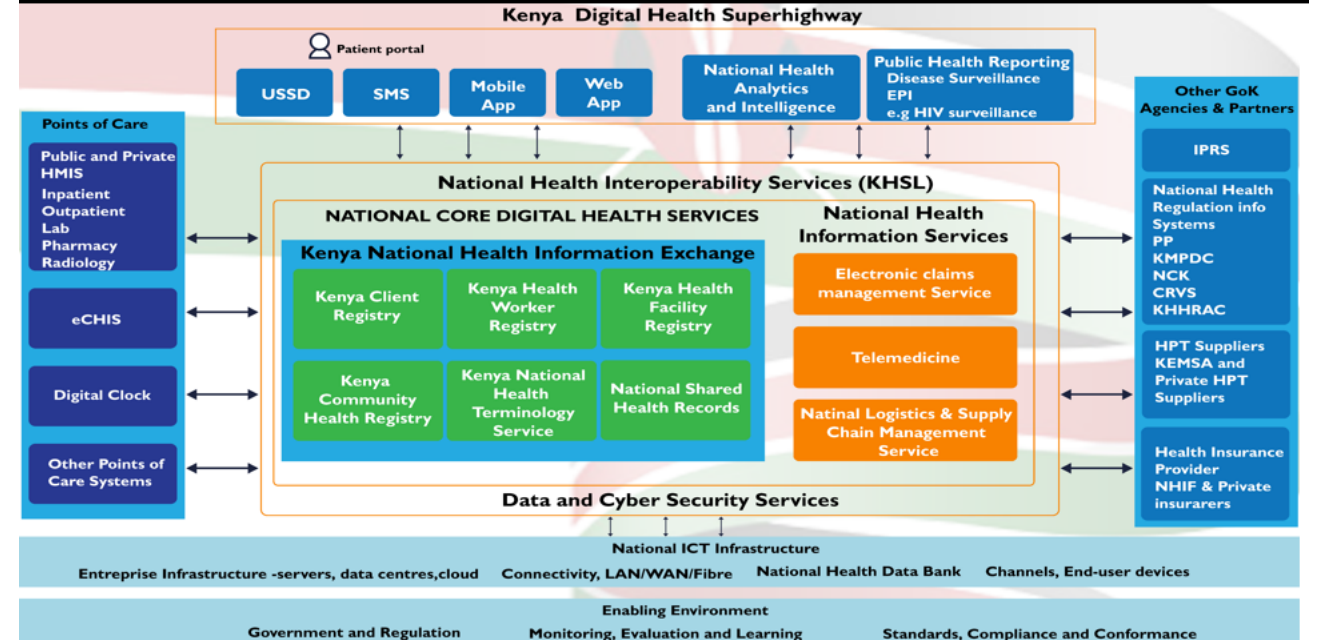 Kenya Digital Health Superhighway
Patient portal
USSD
SMS
Mobile
App
Web
App
National Health
Analytics
and Intelligence
Public Health Reporting
Disease Surveillance
EPI
e.g HIV surveillance
Points of Care
Public and Private
HMIS
Inpatient
Outpatient
Lab
Pharmacy
Radiology
eCHIS
Digital Clock
Other Points of
Care Systems
National Health Interoperability Services (KHSL)
NATIONAL CORE DIGITAL HEALTH SERVICES
Kenya National Health Information Exchange
Kenya Client
Registry
Kenya Health
Worker
Registry
Kenya Health
Facility
Registry
Kenya
Community
Health Registry
Kenya National
Health
Terminology
Service
National Shared
Health Records
National Health
Information Services
Electronic claims
management Service
Telemedicine
Natinal Logistics & Supply
Chain Management
Service
Data and Cyber Security Services
Other GoK
Agencies & Partners
IPRS
National Health
Regulation info
Systems
PP
KMPDC
NCK
CRVS
KHHRAC
HPT Suppliers
KEMSA and
Private HPT
Suppliers
Health Insurance
Provider
NHIF & Private
insurarers
National ICT Infrastructure
Entreprise Infrastructure -servers, data centres,cloud Connectivity, LAN/WAN/Fibre National Health Data Bank Channels, End-user devices
Enabling Environment
Government and Regulation Monitoring, Evaluation and Learning Standards, Compliance and Conformance